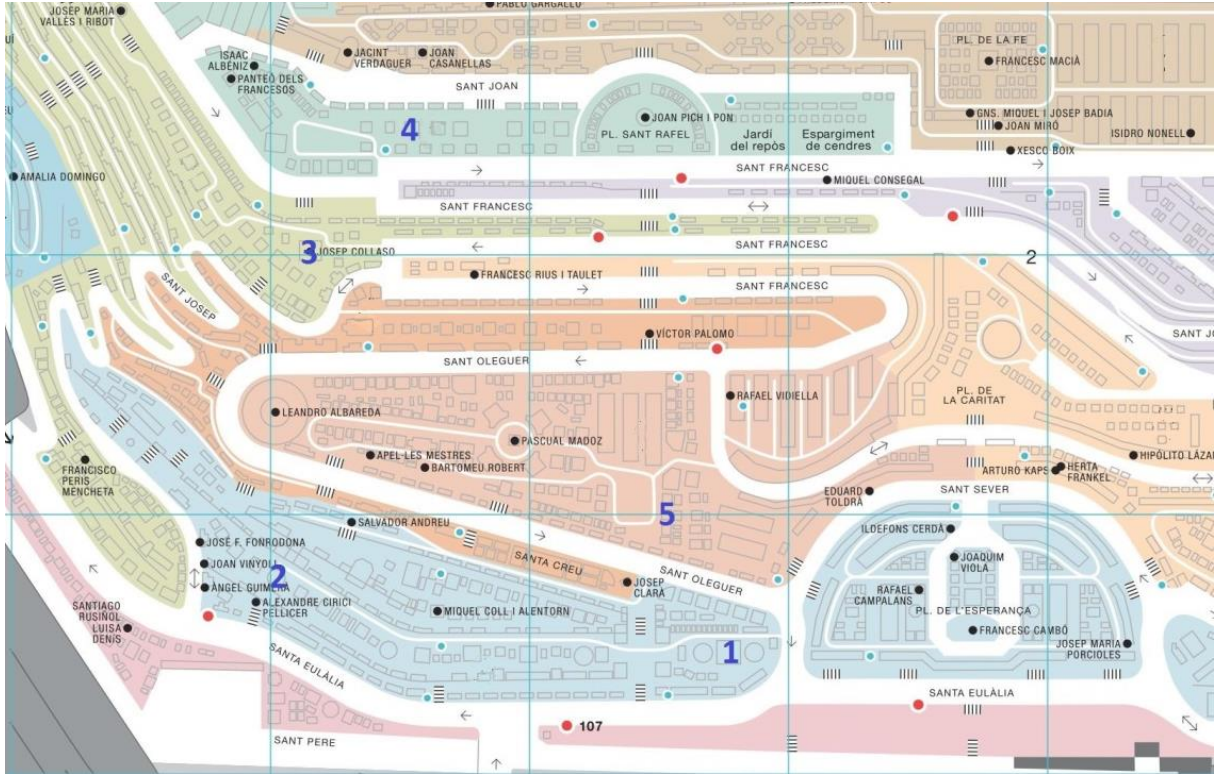 PABLO GARGALLO
JOSEP MARIA
VALLÈS I RIBOT
ISAAC
ALBÉNIZ
PANTEÓ DELS
FRANCESOS
JACINT
VERDAGUER
JOAN
CASANELLAS
PL. DE LA FE
FRANCESC MACIÀ
SANT JOAN
4
JOAN PICH I PON
PL. SANT RAFEL
Jardí
del repòs
Espargiment
de cendres
GNS. MIQUEL I JOSEP BADIA
JOAN MIRÓ
ISIDRO NONELL
XESCO BOIX
AMALIA DOMINGO
SANT FRANCESC
MIQUEL CONSEGAL
SANT FRANCESC
3
JOSEP COLLASO
SANT FRANCESC
2
FRANCESC RIUS I TAULET
SANT FRANCESC
SANT JOSEP
VÍCTOR PALOMO
SANT OLEGUER
LEANDRO ALBAREDA
RAFAEL VIDIELLA
PL. DE
LA CARITAT
PASCUAL MADOZ
APEL·LES MESTRES
BARTOMEU ROBERT
FRANCISCO
PERIS
MENCHETA
ARTURO KAPS
HERTA
FRANKEL
EDUARD
TOLDRÀ
SANT SEVER
5
SALVADOR ANDREU
ILDEFONS CERDÀ
JOSÉ F. FONRODONA
JOAN VINYOLI
2
ÀNGEL GUIMERÀ
ALEXANDRE CIRICI
PELLICER
SANTA CREU
JOSEP
CLARÀ
SANT OLEGUER
JOAQUIM
VIOLA
RAFAEL
CAMPALANS
PL. DE L'ESPERANÇA
SANTIAGO
RUSIÑOL
LUISA
DENÍS
MIQUEL COLL I ALENTORN
FRANCESC CAMBÓ
JOSEP MARIA
PORCIOLES
1
SANTA EULÀLIA
SANTA EULÀLIA
107
SANT PERE